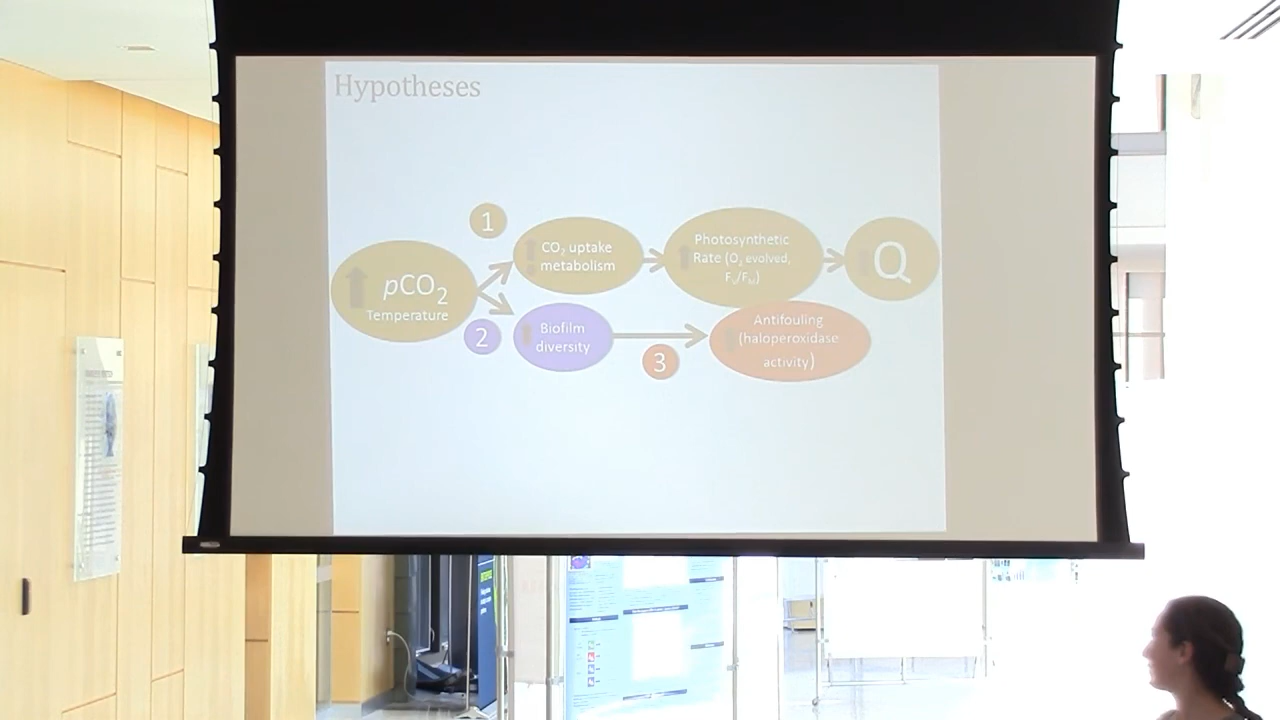 Hypotheses
1
CO₂ uptake
metabolism
Photosynthetic
Rate (O₂ evolved,
Fᵥ/Fₘ)
Q
pCO₂
Temperature
2
Biofilm
diversity
3
Antifouling
(haloperoxidase
activity)